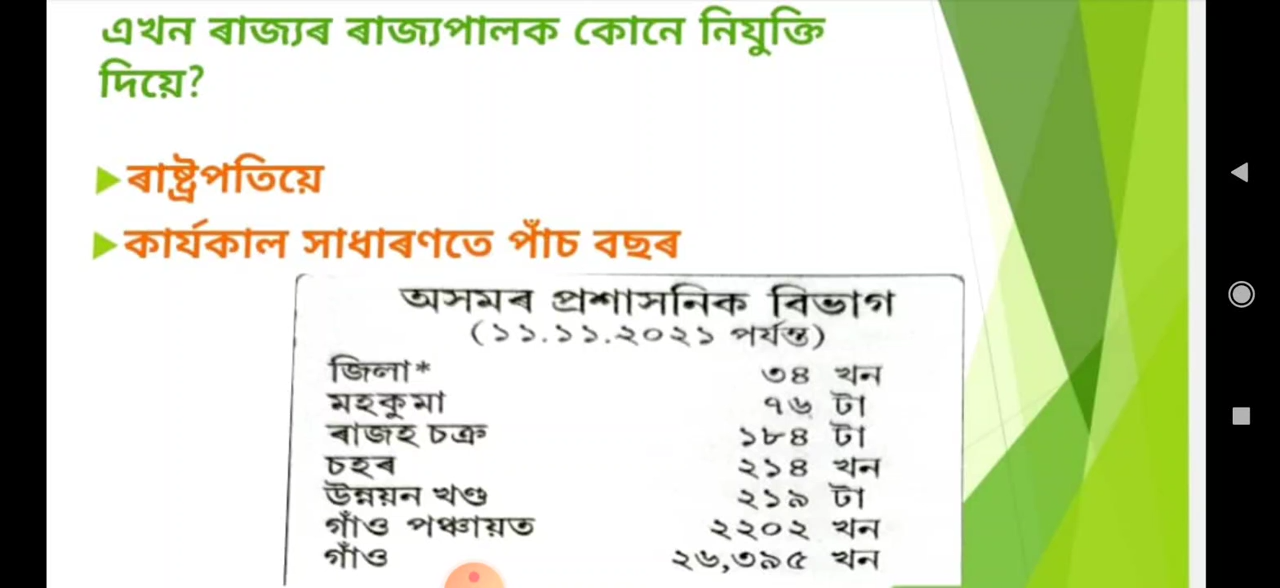 এখন ৰাজ্যৰ ৰাজ্যপালক কোনে নিযুক্তি
দিয়ে?
ৰাষ্ট্ৰপতিয়ে
কাৰ্যকাল সাধাৰণতে পাঁচ বছৰ
অসমৰ প্ৰশাসনিক বিভাগ
(১১.১১.২০২১ পৰ্যন্ত)
জিলা* ৩৪ খন
মহকুমা ৭৬ টা
ৰাজহ চক্ৰ ১৮৪ টা
চহৰ ২১৪ খন
উন্নয়ন খণ্ড ২১৯ টা
গাঁও পঞ্চায়ত ২২০২ খন
গাঁও ২৬,৩৯৫ খন